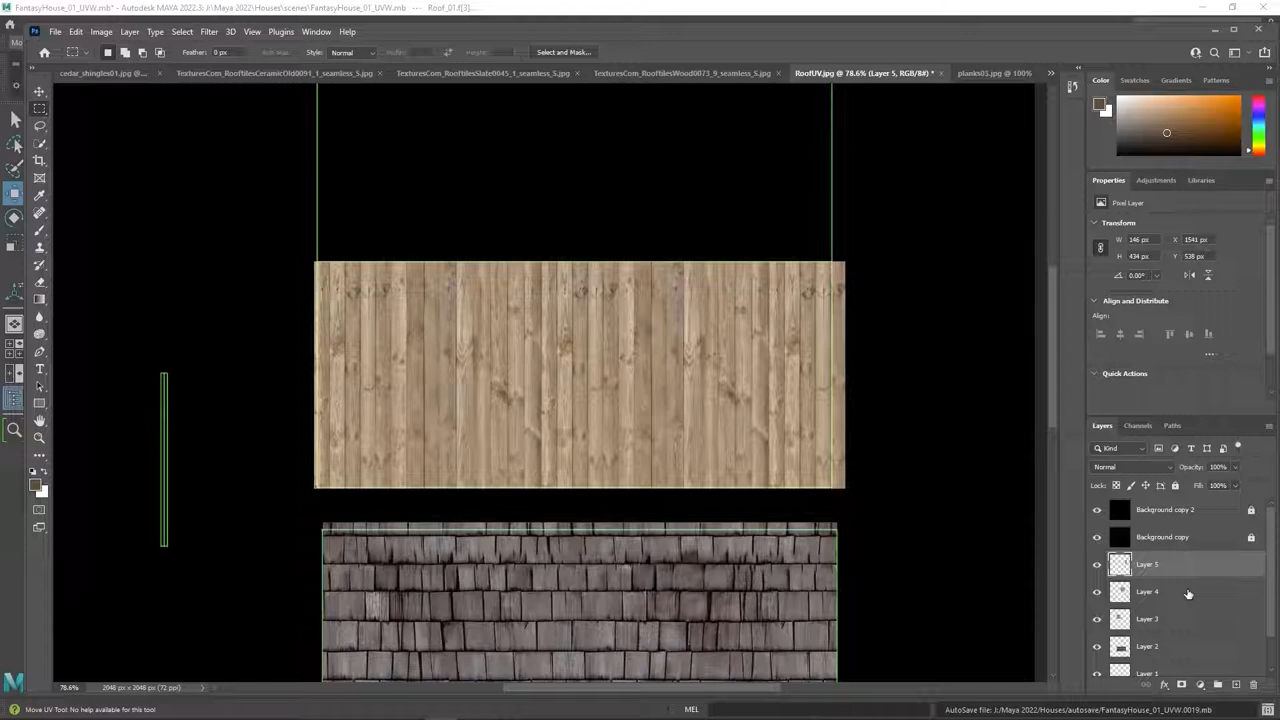 FantasyHouse_01_UVW.mb* - Autodesk MAYA 2022.3: J:\Maya 2022\Houses\scenes\FantasyHouse_01_UVW.mb --- Roof_01.f[3]...
File Edit Image Layer Type Select Filter 3D View Plugins Window Help
Feather: 0 px Style: Normal Select and Mask...
cedar_shingles01.jpg @... TexturesCom_RooftilesCeramicOld0091_1_seamless_S.jpg TexturesCom_RooftilesSlate0045_1_seamless_S.jpg TexturesCom_RooftilesWood0073_9_seamless_S.jpg RoofUV.jpg @ 78.6% (Layer 5, RGB/8#) * planks03.jpg @ 100%
Color Swatches Gradients Patterns
Properties Adjustments Libraries
Pixel Layer
Transform
W 146 px X 1541 px
H 434 px Y 538 px
0.00°
Align and Distribute
Align:
Quick Actions
Layers Channels Paths
Kind
Normal Opacity: 100%
Lock: Fill: 100%
Background copy 2
Background copy
Layer 5
Layer 4
Layer 3
Layer 2
Layer 1
78.6% 2048 px x 2048 px (72 ppi)
Move UV Tool: No help available for this tool MEL AutoSave file: J:/Maya 2022/Houses/autosave/FantasyHouse_01_UVW.0019.mb